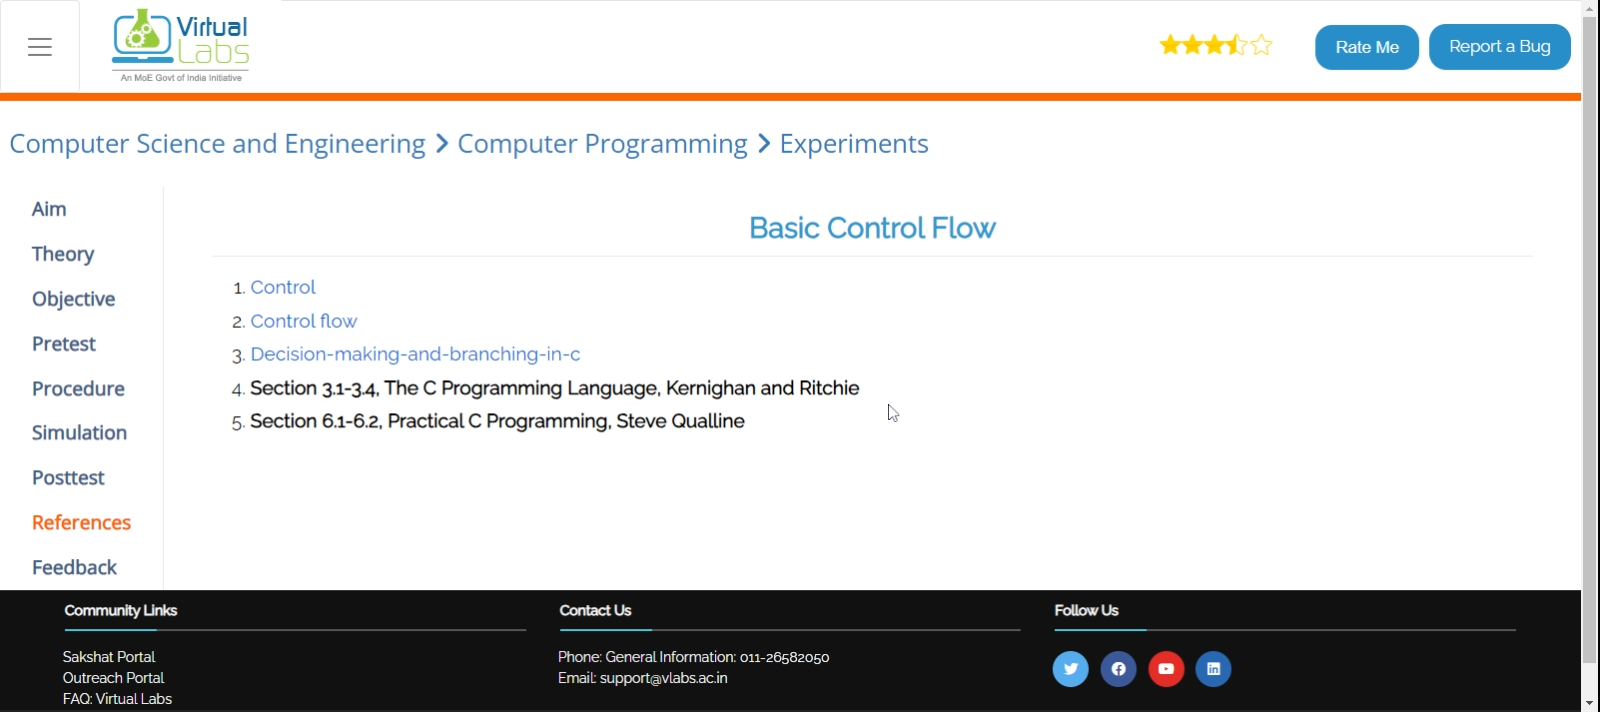 Virtual
Labs
An MoE Govt of India Initiative
Rate Me
Report a Bug
Computer Science and Engineering > Computer Programming > Experiments
Aim
Theory
Objective
Pretest
Procedure
Simulation
Posttest
References
Feedback
Basic Control Flow
1. Control
2. Control flow
3. Decision-making-and-branching-in-c
4. Section 3.1-3.4, The C Programming Language, Kernighan and Ritchie
5. Section 6.1-6.2, Practical C Programming, Steve Qualline
Community Links
Sakshat Portal
Outreach Portal
FAQ: Virtual Labs
Contact Us
Phone: General Information: 011-26582050
Email: support@vlabs.ac.in
Follow Us